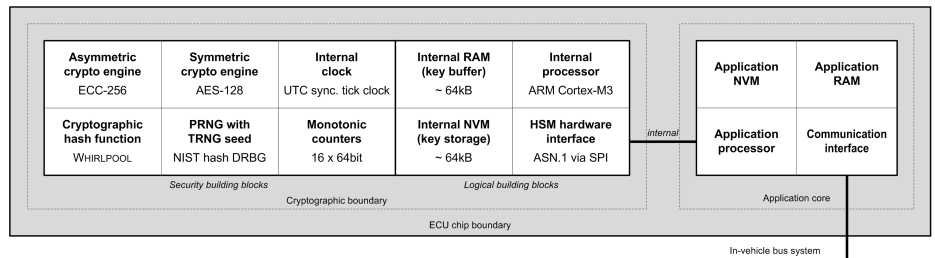 Asymmetric
crypto engine
ECC-256
Symmetric
crypto engine
AES-128
Internal
clock
UTC sync. tick clock
Internal RAM
(key buffer)
~ 64kB
Internal
processor
ARM Cortex-M3
Cryptographic
hash function
WHIRLPOOL
PRNG with
TRNG seed
NIST hash DRBG
Monotonic
counters
16 x 64bit
Internal NVM
(key storage)
~ 64kB
HSM hardware
interface
ASN.1 via SPI
Security building blocks
Logical building blocks
Cryptographic boundary
internal
Application
NVM
Application
RAM
Application
processor
Communication
interface
Application core
ECU chip boundary
In-vehicle bus system